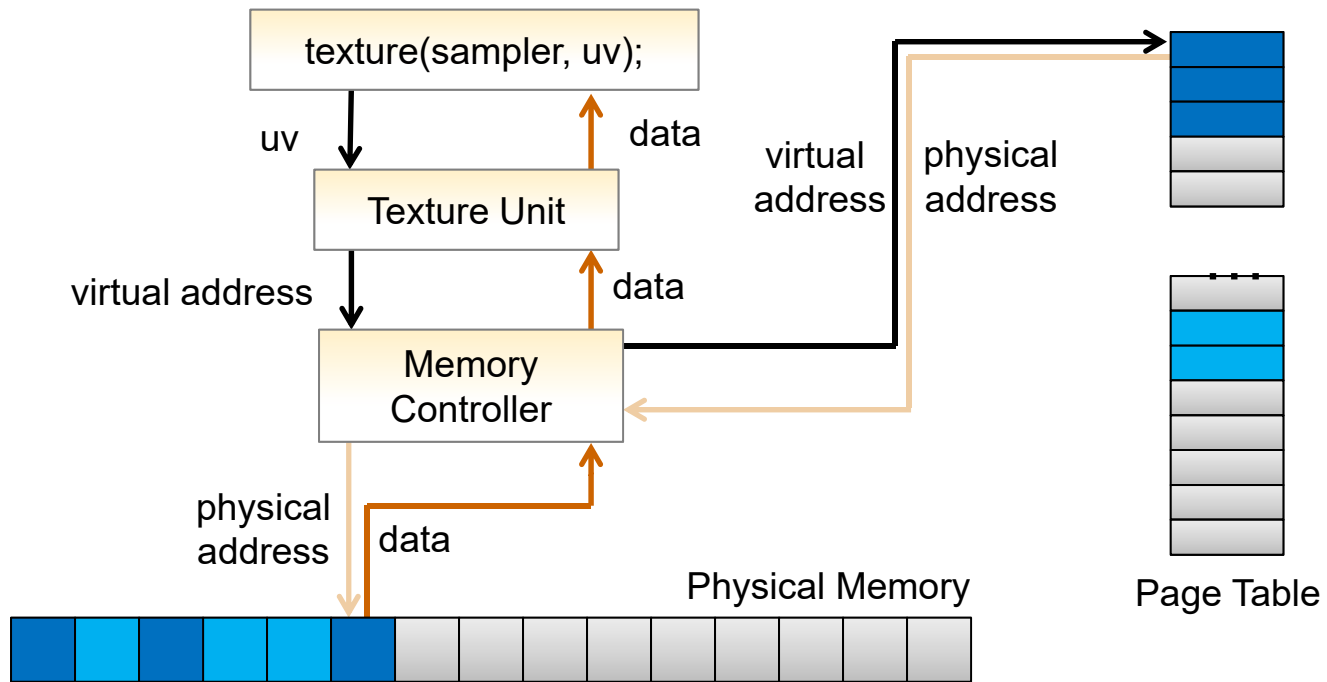 texture(sampler, uv);
uv
data
virtual
address
physical
address
Texture Unit
virtual address
data
...
Memory
Controller
physical
address
data
Physical Memory
Page Table